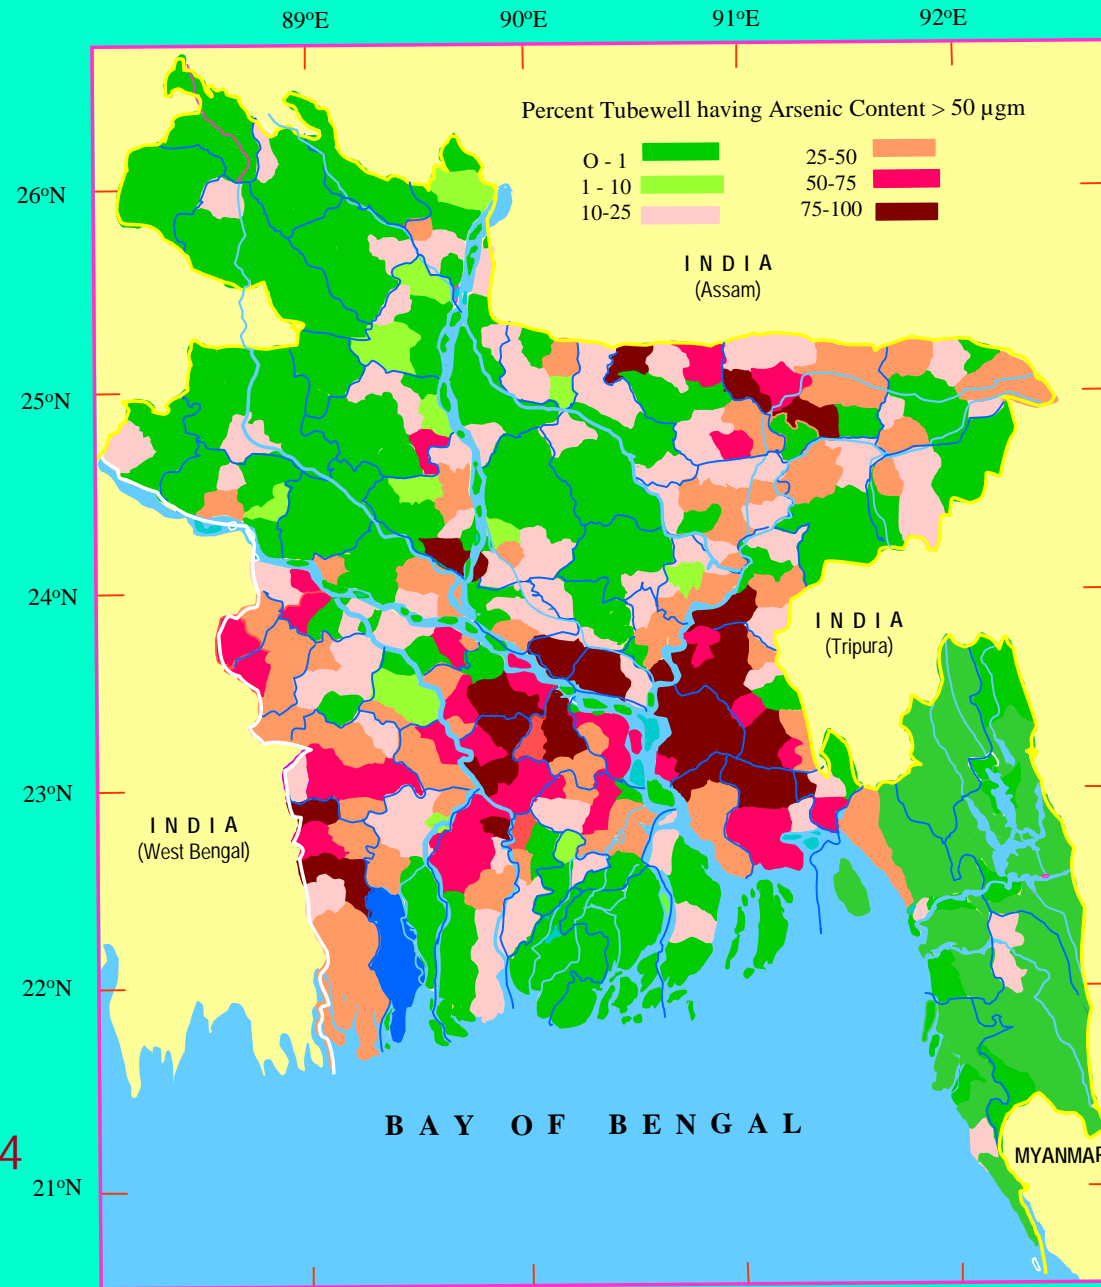 89ºE 90ºE 91ºE 92ºE
Percent Tubewell having Arsenic Content > 50 µgm
O - 1 25-50
1 - 10 50-75
10-25 75-100
26ºN
INDIA
(Assam)
25ºN
24ºN
INDIA
(Tripura)
23ºN
INDIA
(West Bengal)
22ºN
BAY OF BENGAL
4
MYANMAR
21ºN